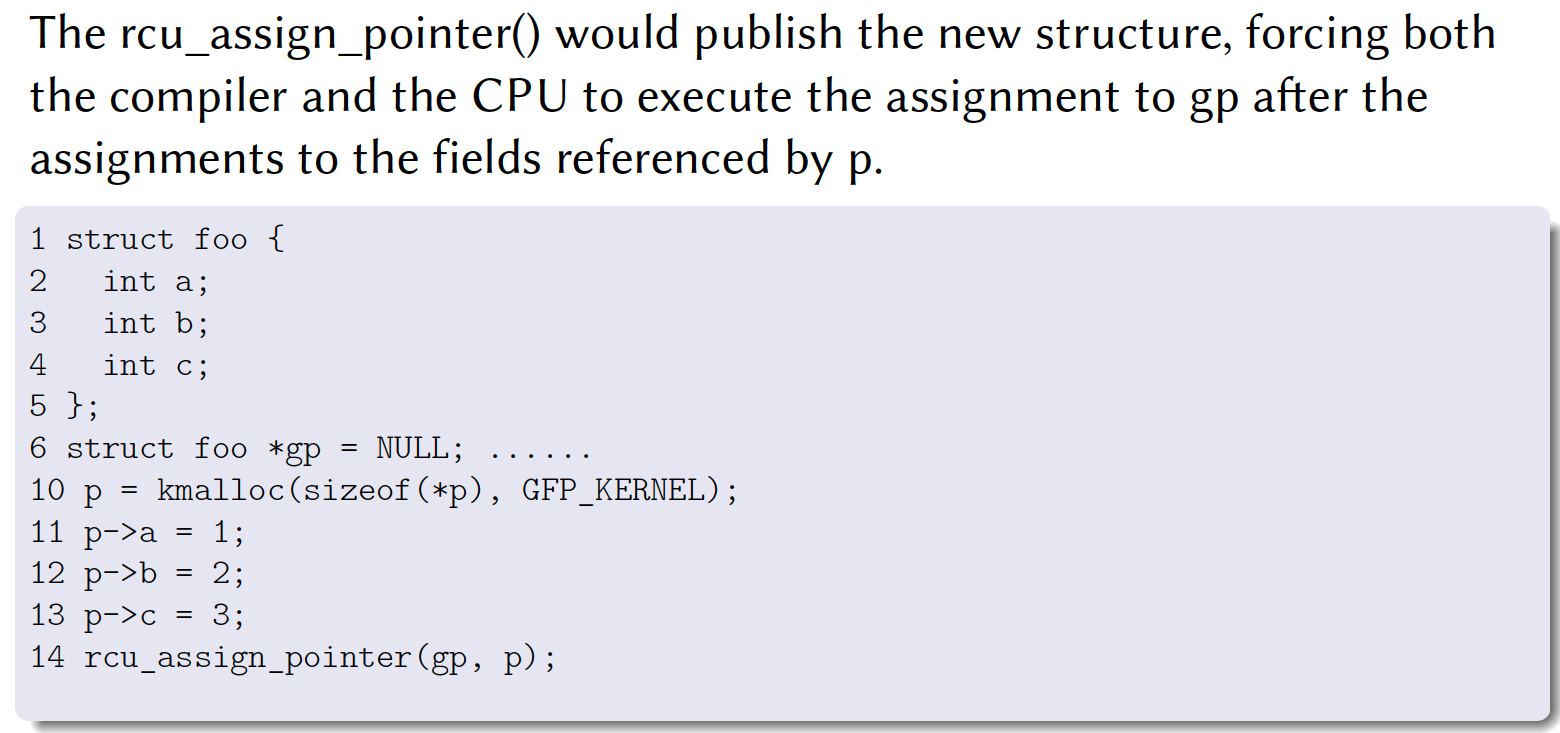 The rcu_assign_pointer() would publish the new structure, forcing both
the compiler and the CPU to execute the assignment to gp after the
assignments to the fields referenced by p.
1 struct foo {
2   int a;
3   int b;
4   int c;
5 };
6 struct foo *gp = NULL; ......
10 p = kmalloc(sizeof(*p), GFP_KERNEL);
11 p->a = 1;
12 p->b = 2;
13 p->c = 3;
14 rcu_assign_pointer(gp, p);